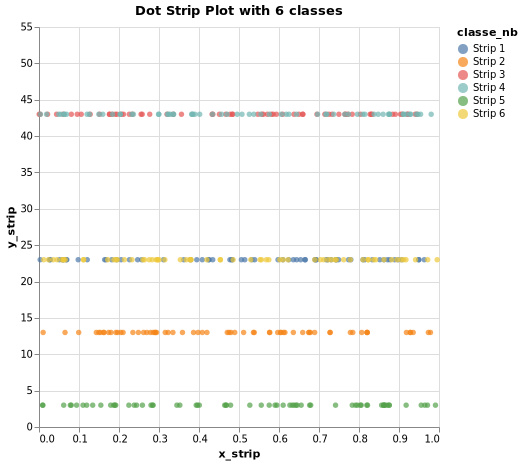 Dot Strip Plot with 6 classes
classe_nb
Strip 1
Strip 2
Strip 3
Strip 4
Strip 5
Strip 6
y_strip
55
50
45
40
35
30
25
20
15
10
5
0
0.0 0.1 0.2 0.3 0.4 0.5 0.6 0.7 0.8 0.9 1.0
x_strip